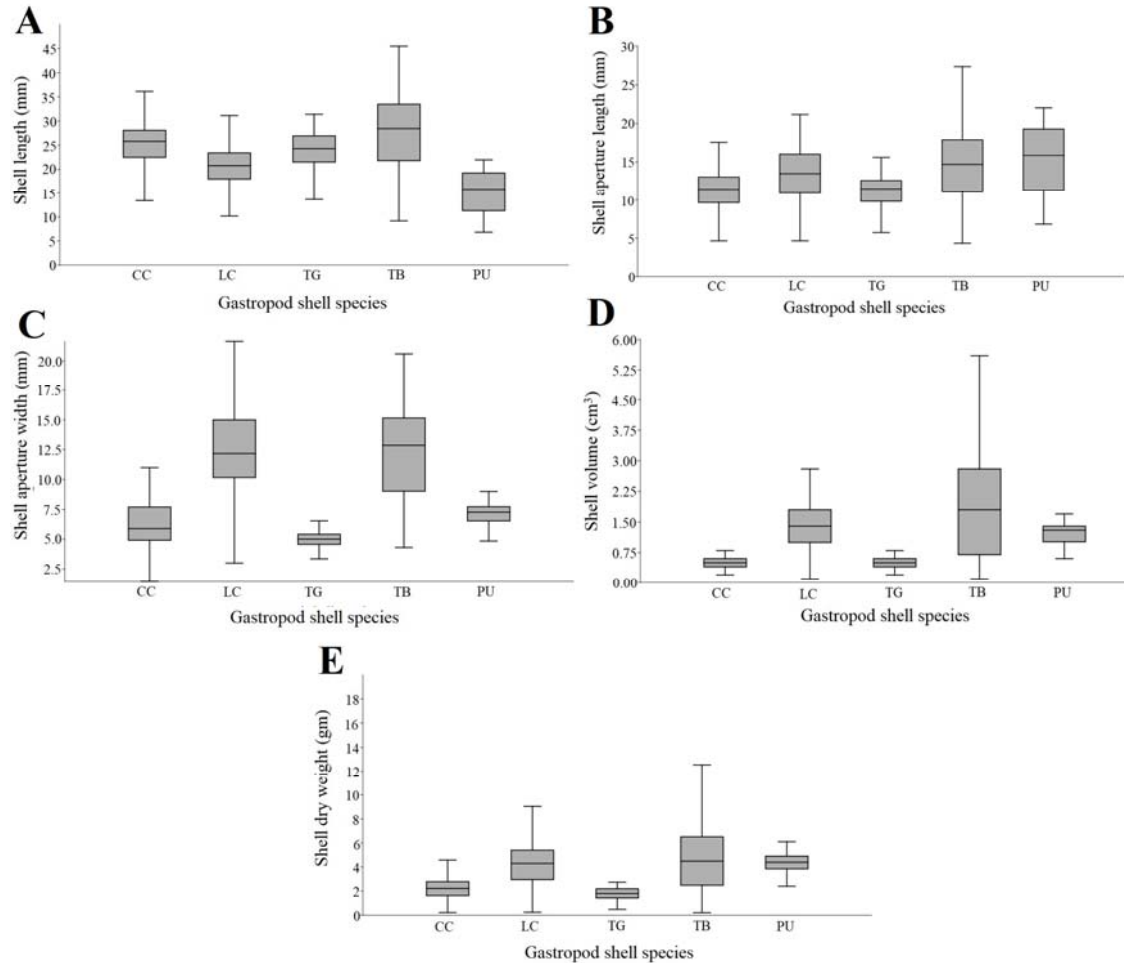 A
Shell length (mm)
45
40
35
30
25
20
15
10
5
0
CC LC TG TB PU
Gastropod shell species
B
Shell aperture length (mm)
30
25
20
15
10
5
0
CC LC TG TB PU
Gastropod shell species
C
Shell aperture width (mm)
20.0
17.5
15.0
12.5
10.0
7.5
5.0
2.5
CC LC TG TB PU
Gastropod shell species
D
Shell volume (cm³)
6.00
5.25
4.50
3.75
3.00
2.25
1.50
0.75
0.00
CC LC TG TB PU
Gastropod shell species
E
Shell dry weight (gm)
18
16
14
12
10
8
6
4
2
0
CC LC TG TB PU
Gastropod shell species